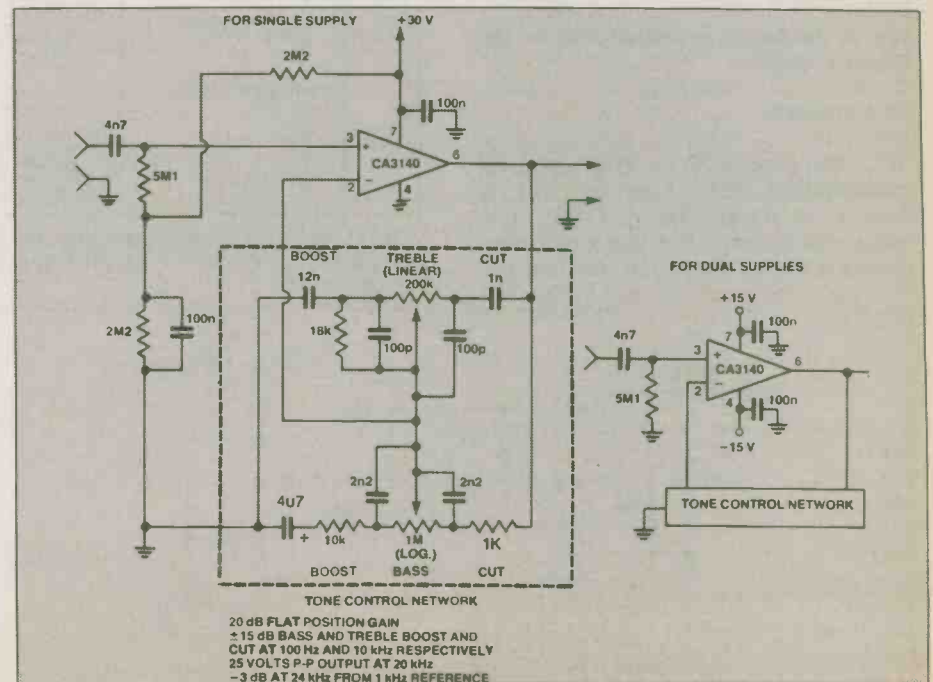 FOR SINGLE SUPPLY
+30 V
2M2
100n
4n7
7
3
+
CA3140
6
2
−
4
5M1
2M2
100n
BOOST
TREBLE
CUT
(LINEAR)
12n
200k
1n
18k
100p
100p
2n2
2n2
4U7
+
10k
1M
1K
(LOG.)
BOOST
BASS
CUT
TONE CONTROL NETWORK
20 dB FLAT POSITION GAIN
±15 dB BASS AND TREBLE BOOST AND
CUT AT 100 Hz AND 10 kHz RESPECTIVELY
25 VOLTS P-P OUTPUT AT 20 kHz
−3 dB AT 24 kHz FROM 1 kHz REFERENCE
FOR DUAL SUPPLIES
+15 V
100n
4n7
7
3
+
CA3140
6
2
−
4
5M1
100n
−15 V
TONE CONTROL NETWORK